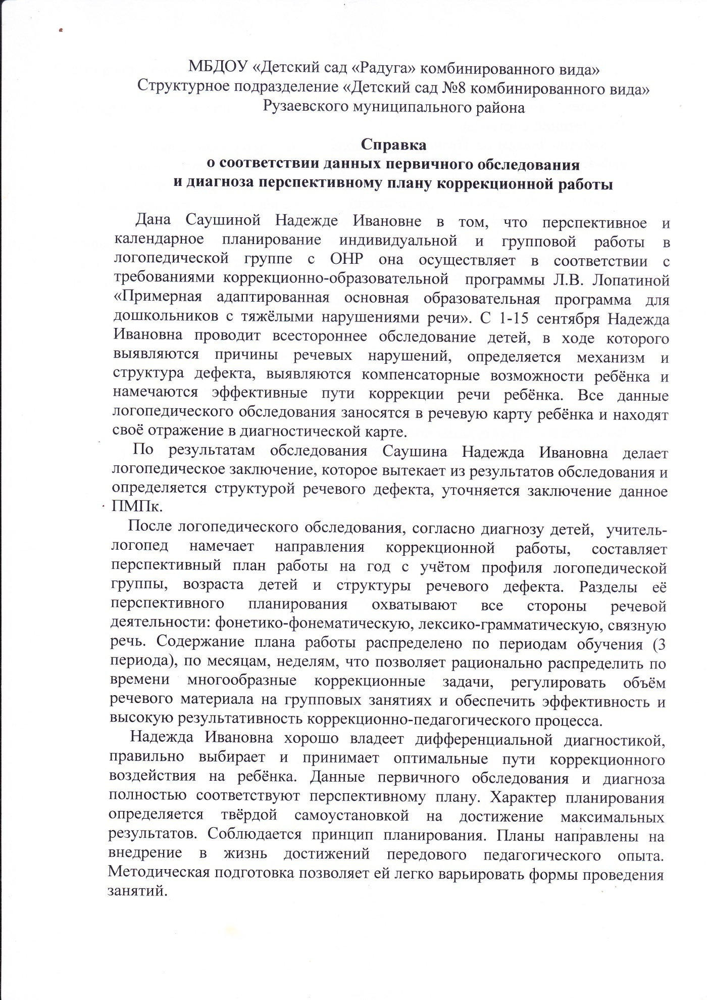 МБДОУ «Детский сад «Радуга» комбинированного вида»
Структурное подразделение «Детский сад №8 комбинированного вида»
Рузаевского муниципального района
Справка
о соответствии данных первичного обследования
и диагноза перспективному плану коррекционной работы
Дана Саушиной Надежде Ивановне в том, что перспективное и
календарное планирование индивидуальной и групповой работы в
логопедической группе с ОНР она осуществляет в соответствии с
требованиями коррекционно-образовательной программы Л.В. Лопатиной
«Примерная адаптированная основная образовательная программа для
дошкольников с тяжёлыми нарушениями речи». С 1-15 сентября Надежда
Ивановна проводит всестороннее обследование детей, в ходе которого
выявляются причины речевых нарушений, определяется механизм и
структура дефекта, выявляются компенсаторные возможности ребёнка и
намечаются эффективные пути коррекции речи ребёнка. Все данные
логопедического обследования заносятся в речевую карту ребёнка и находят
своё отражение в диагностической карте.
По результатам обследования Саушина Надежда Ивановна делает
логопедическое заключение, которое вытекает из результатов обследования и
определяется структурой речевого дефекта, уточняется заключение данное
ПМПк.
После логопедического обследования, согласно диагнозу детей, учитель-
логопед намечает направления коррекционной работы, составляет
перспективный план работы на год с учётом профиля логопедической
группы, возраста детей и структуры речевого дефекта. Разделы её
перспективного планирования охватывают все стороны речевой
деятельности: фонетико-фонематическую, лексико-грамматическую, связную
речь. Содержание плана работы распределено по периодам обучения (3
периода), по месяцам, неделям, что позволяет рационально распределить по
времени многообразные коррекционные задачи, регулировать объём
речевого материала на групповых занятиях и обеспечить эффективность и
высокую результативность коррекционно-педагогического процесса.
Надежда Ивановна хорошо владеет дифференциальной диагностикой,
правильно выбирает и принимает оптимальные пути коррекционного
воздействия на ребёнка. Данные первичного обследования и диагноза
полностью соответствуют перспективному плану. Характер планирования
определяется твёрдой самоустановкой на достижение максимальных
результатов. Соблюдается принцип планирования. Планы направлены на
внедрение в жизнь достижений передового педагогического опыта.
Методическая подготовка позволяет ей легко варьировать формы проведения
занятий.